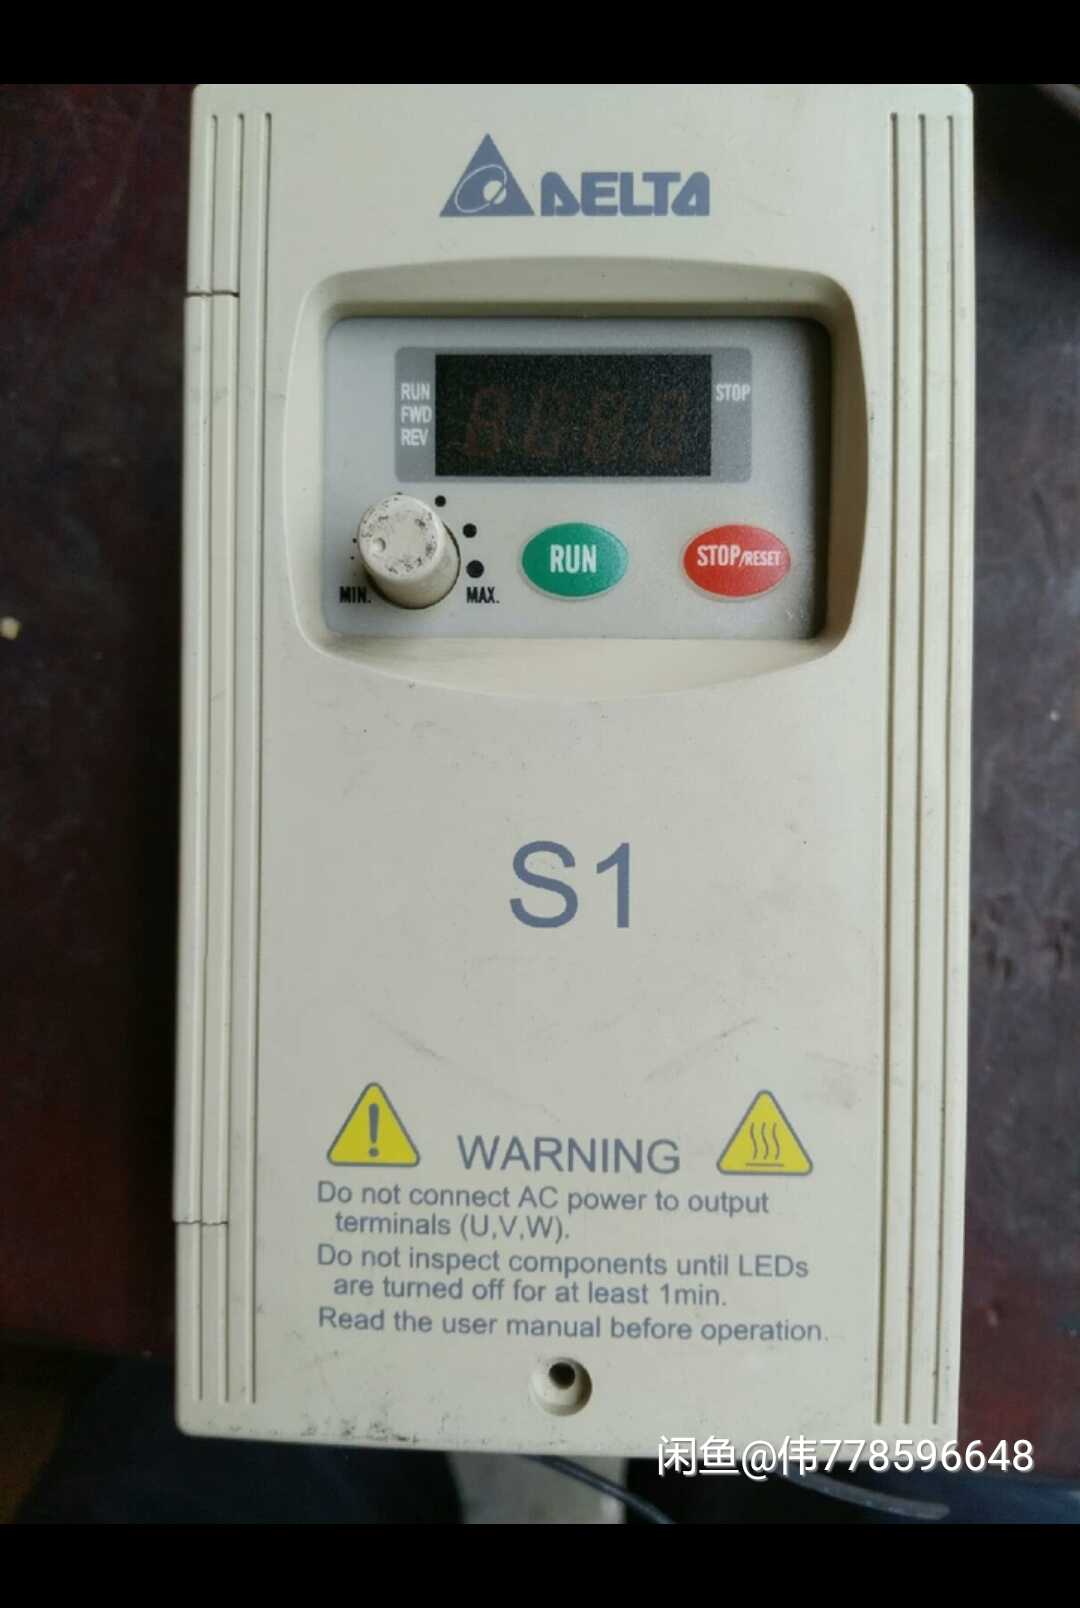 DELTA
RUN
FWD
REV
STOP
MIN.
MAX.
RUN
STOP/RESET
S1
WARNING
Do not connect AC power to output
terminals (U,V,W).
Do not inspect components until LEDs
are turned off for at least 1min.
Read the user manual before operation.
闲鱼@伟778596648